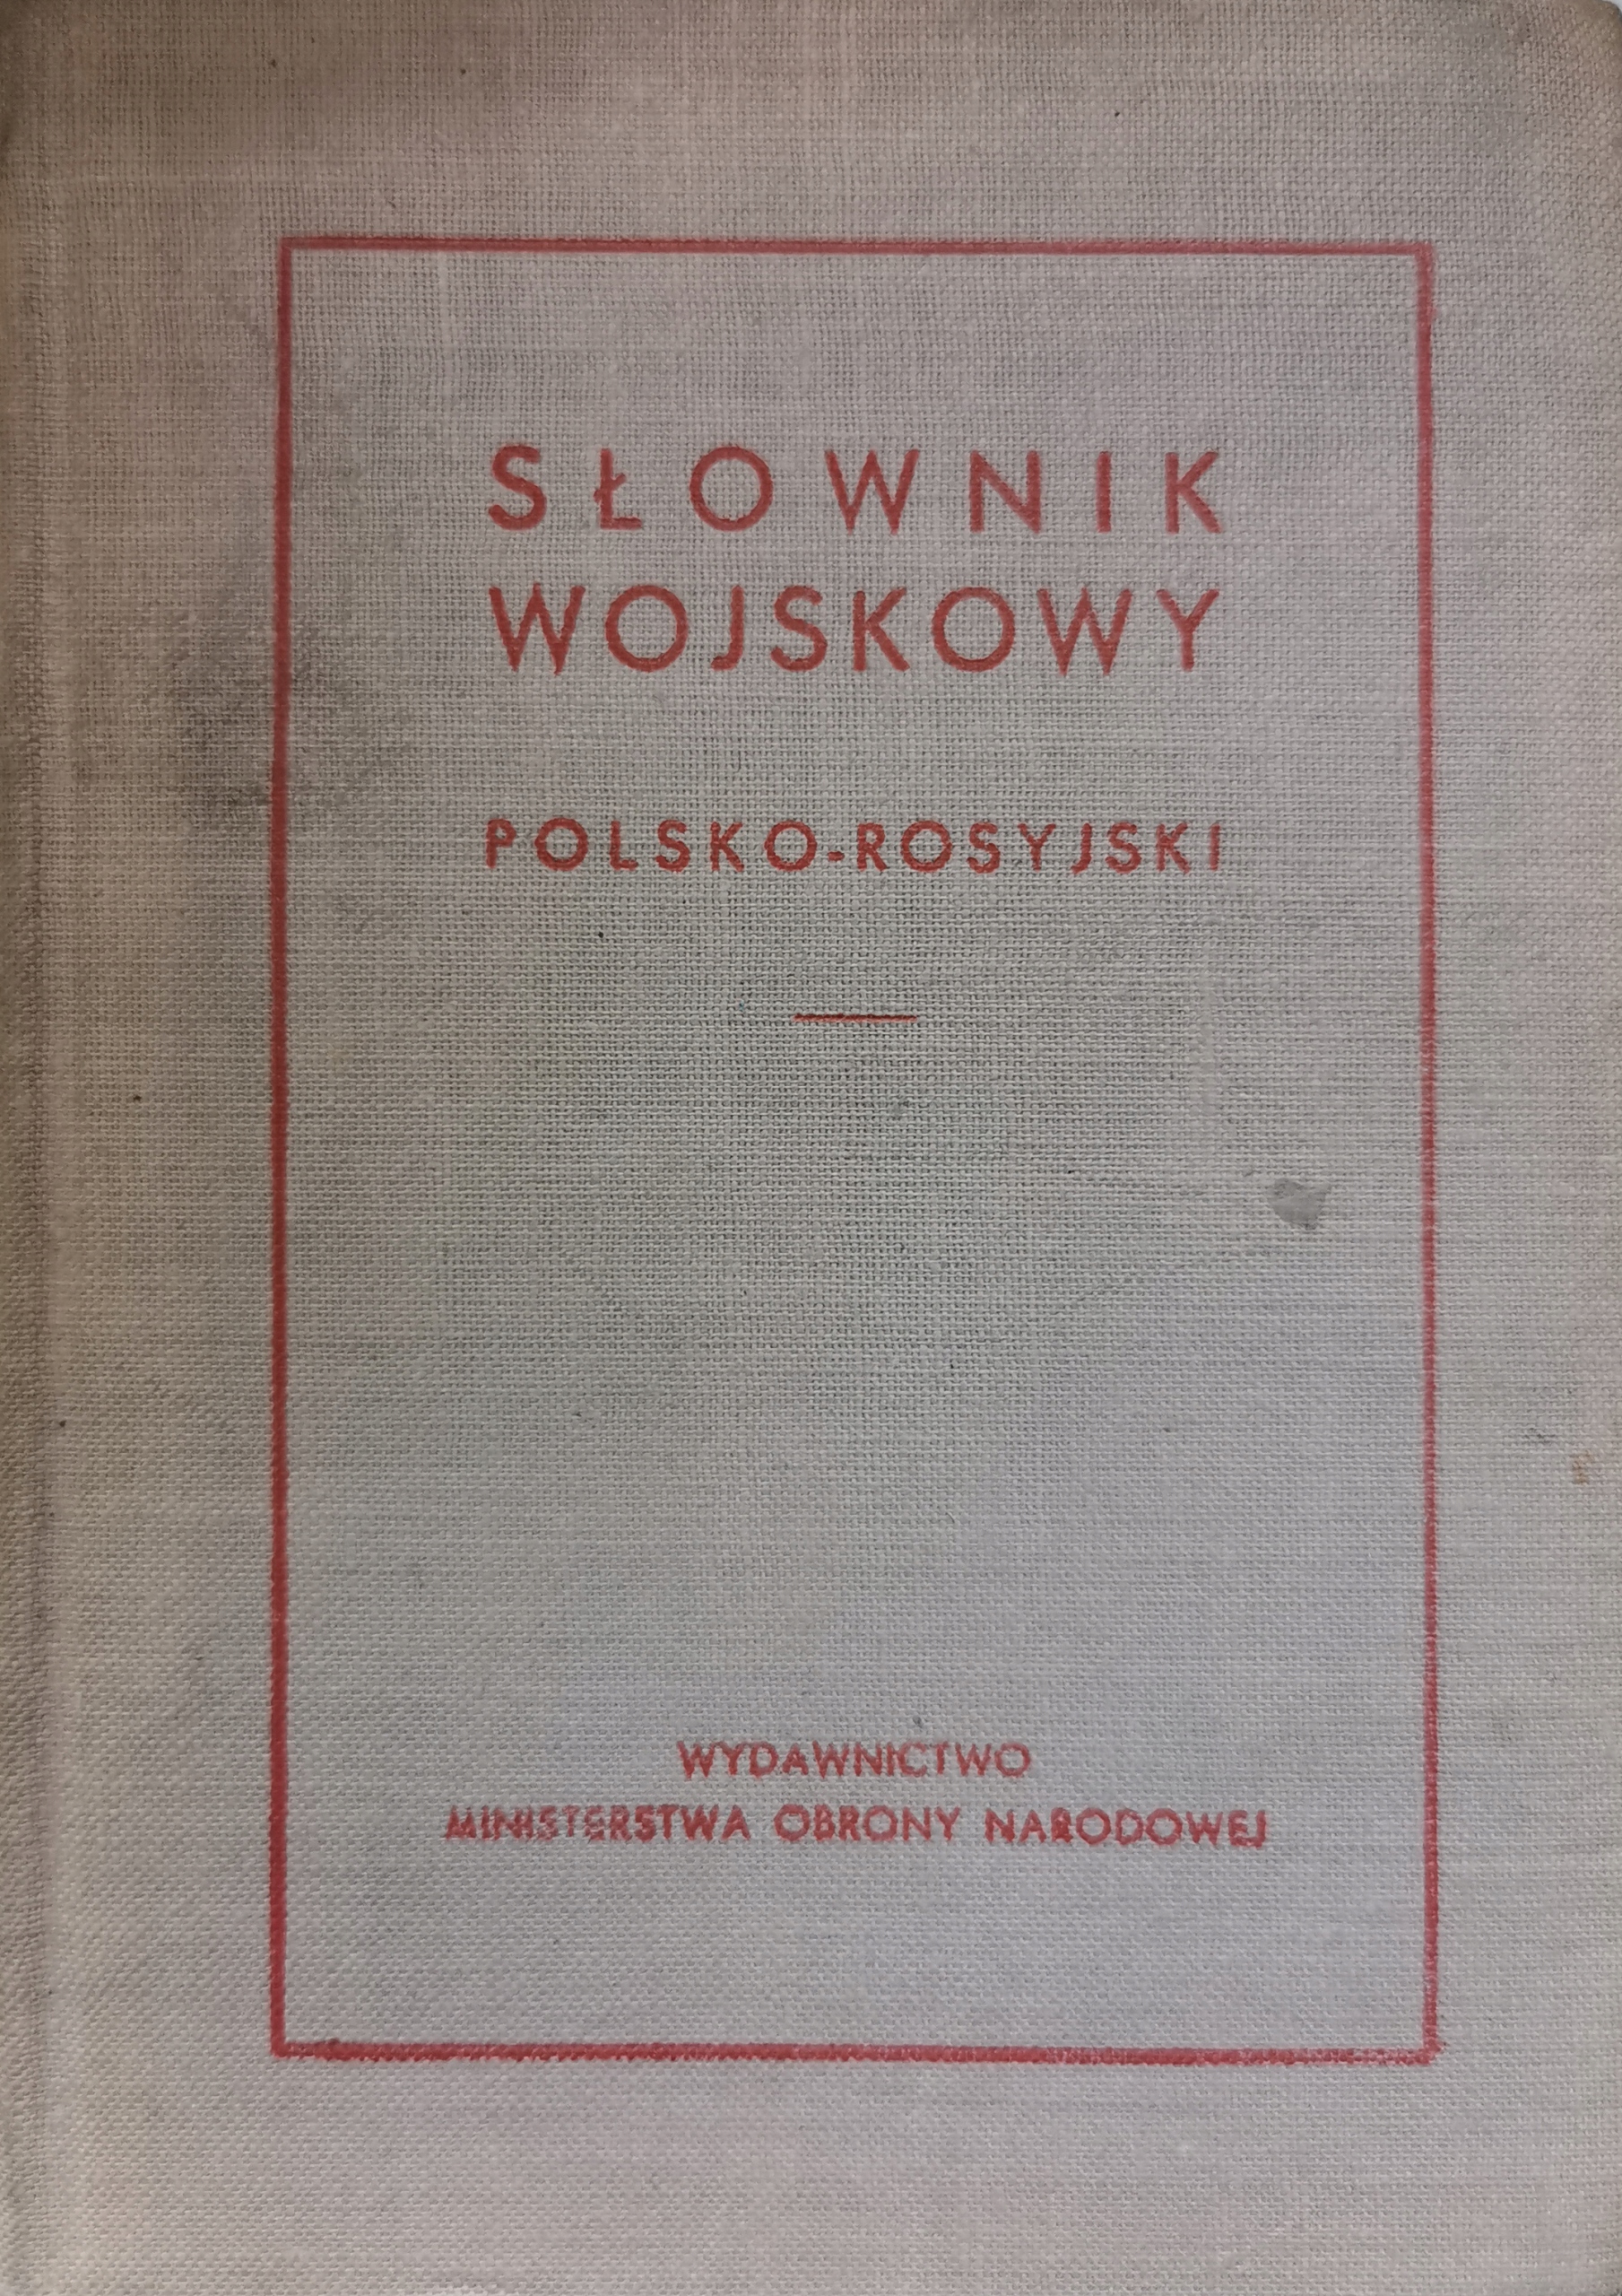 SŁOWNIK
WOJSKOWY
POLSKO-ROSYJSKI
WYDAWNICTWO
MINISTERSTWA OBRONY NARODOWEJ